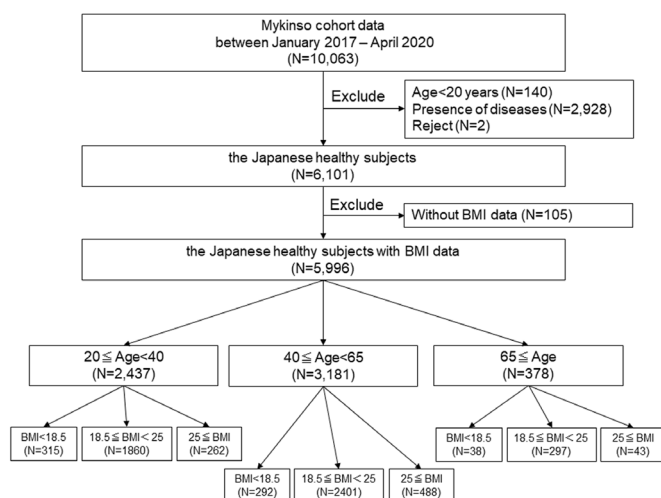 Mykinso cohort data
between January 2017 – April 2020
(N=10,063)
Exclude
Age<20 years (N=140)
Presence of diseases (N=2,928)
Reject (N=2)
the Japanese healthy subjects
(N=6,101)
Exclude
Without BMI data (N=105)
the Japanese healthy subjects with BMI data
(N=5,996)
20≦Age<40
(N=2,437)
40≦Age<65
(N=3,181)
65≦Age
(N=378)
BMI<18.5
(N=315)
18.5≦BMI<25
(N=1860)
25≦BMI
(N=262)
BMI<18.5
(N=292)
18.5≦BMI<25
(N=2401)
25≦BMI
(N=488)
BMI<18.5
(N=38)
18.5≦BMI<25
(N=297)
25≦BMI
(N=43)